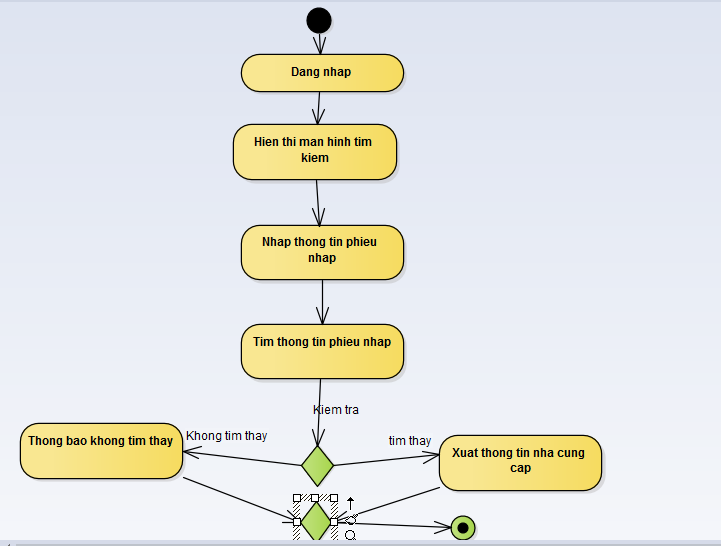 Dang nhap
Hien thi man hinh tim
kiem
Nhap thong tin phieu
nhap
Tim thong tin phieu nhap
Kiem tra
Thong bao khong tim thay
Khong tim thay
tim thay
Xuat thong tin nha cung
cap